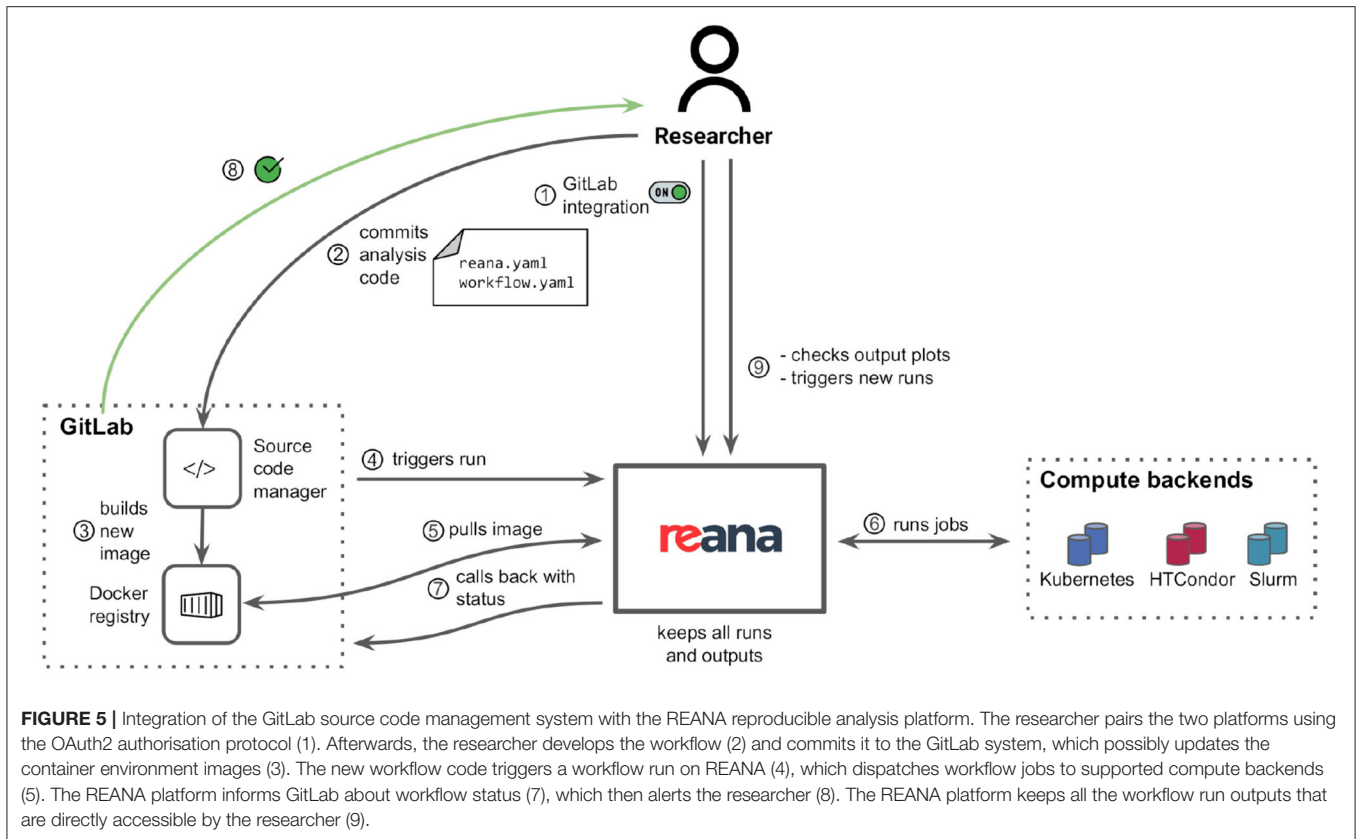 Researcher
⑧
① GitLab
integration
ON
② commits
analysis
code
reana.yaml
workflow.yaml
⑨ - checks output plots
- triggers new runs
GitLab
</>
Source
code
manager
③ builds
new
image
Docker
registry
④ triggers run
⑤ pulls image
⑦ calls back with
status
reana
keeps all runs
and outputs
⑥ runs jobs
Compute backends
Kubernetes HTCondor Slurm
FIGURE 5 | Integration of the GitLab source code management system with the REANA reproducible analysis platform. The researcher pairs the two platforms using
the OAuth2 authorisation protocol (1). Afterwards, the researcher develops the workflow (2) and commits it to the GitLab system, which possibly updates the
container environment images (3). The new workflow code triggers a workflow run on REANA (4), which dispatches workflow jobs to supported compute backends
(5). The REANA platform informs GitLab about workflow status (7), which then alerts the researcher (8). The REANA platform keeps all the workflow run outputs that
are directly accessible by the researcher (9).